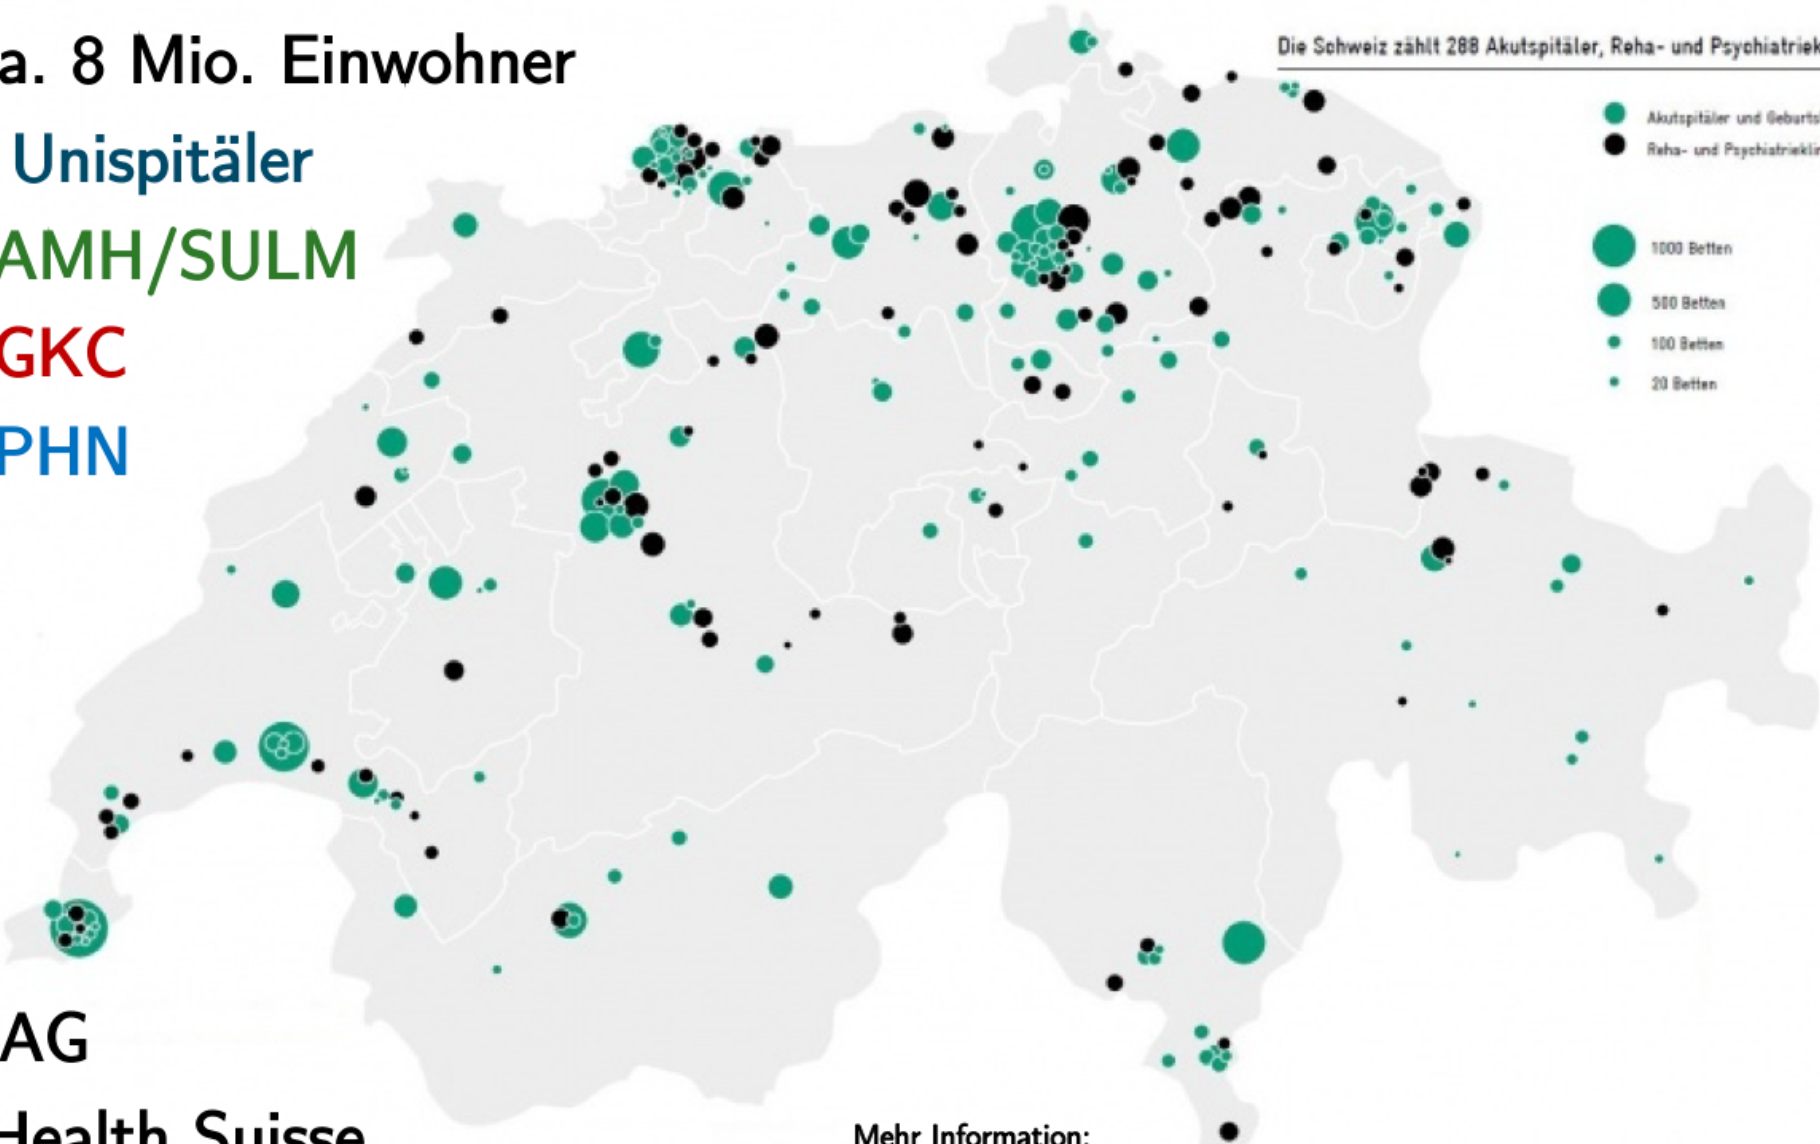 a. 8 Mio. Einwohner
Unispitäler
AMH/SULM
GKC
PHN
Die Schweiz zählt 288 Akutspitäler, Reha- und Psychiatriek
Akutspitäler und Geburts
Reha- und Psychiatrieklin
1000 Betten
500 Betten
100 Betten
20 Betten
AG
Health Suisse
Mehr Information: